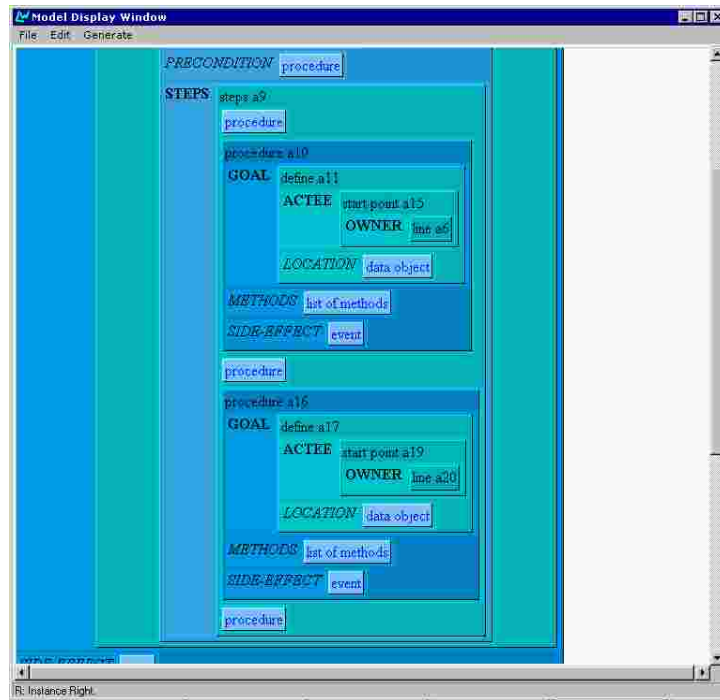 Model Display Window
File Edit Generate
PRECONDITION procedure
STEPS steps a9
procedure
procedure a10
GOAL define a11
ACTEE start point a15
OWNER line a6
LOCATION data object
METHODS list of methods
SIDE-EFFECT event
procedure
procedure a16
GOAL define a17
ACTEE start point a19
OWNER line a20
LOCATION data object
METHODS list of methods
SIDE-EFFECT event
procedure
SIDE-EFFECT
R: Instance Right.